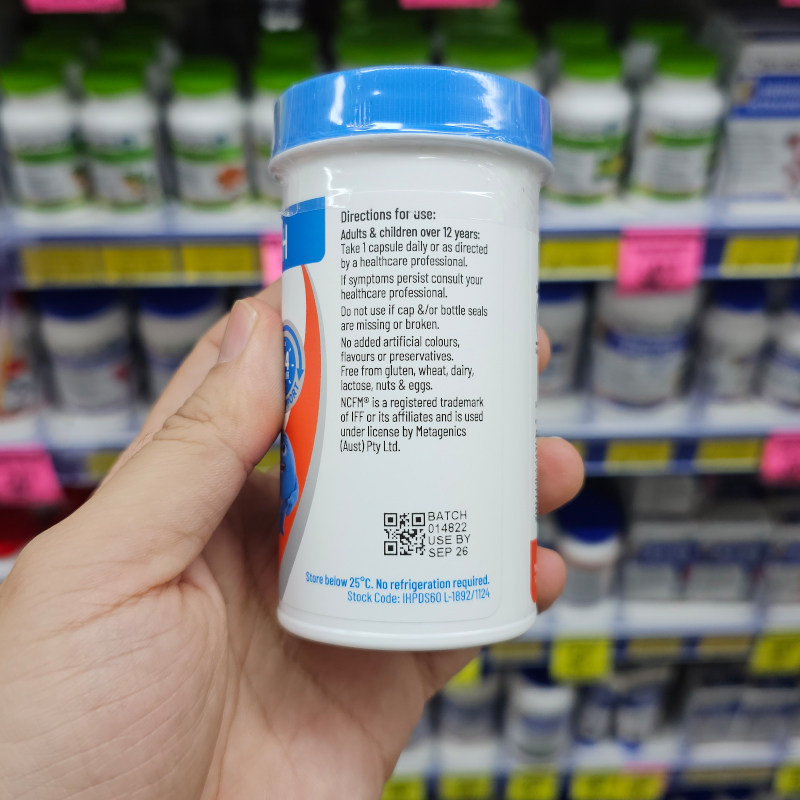 Directions for use:
Adults & children over 12 years:
Take 1 capsule daily or as directed
by a healthcare professional.
If symptoms persist consult your
healthcare professional.
Do not use if cap &/or bottle seals
are missing or broken.
No added artificial colours,
flavours or preservatives.
Free from gluten, wheat, dairy,
lactose, nuts & eggs.
NCFM® is a registered trademark
of IFF or its affiliates and is used
under license by Metagenics
(Aust) Pty Ltd.
BATCH
014822
USE BY
SEP 26
Store below 25°C. No refrigeration required.
Stock Code: IHPDS60 L-1892/1124